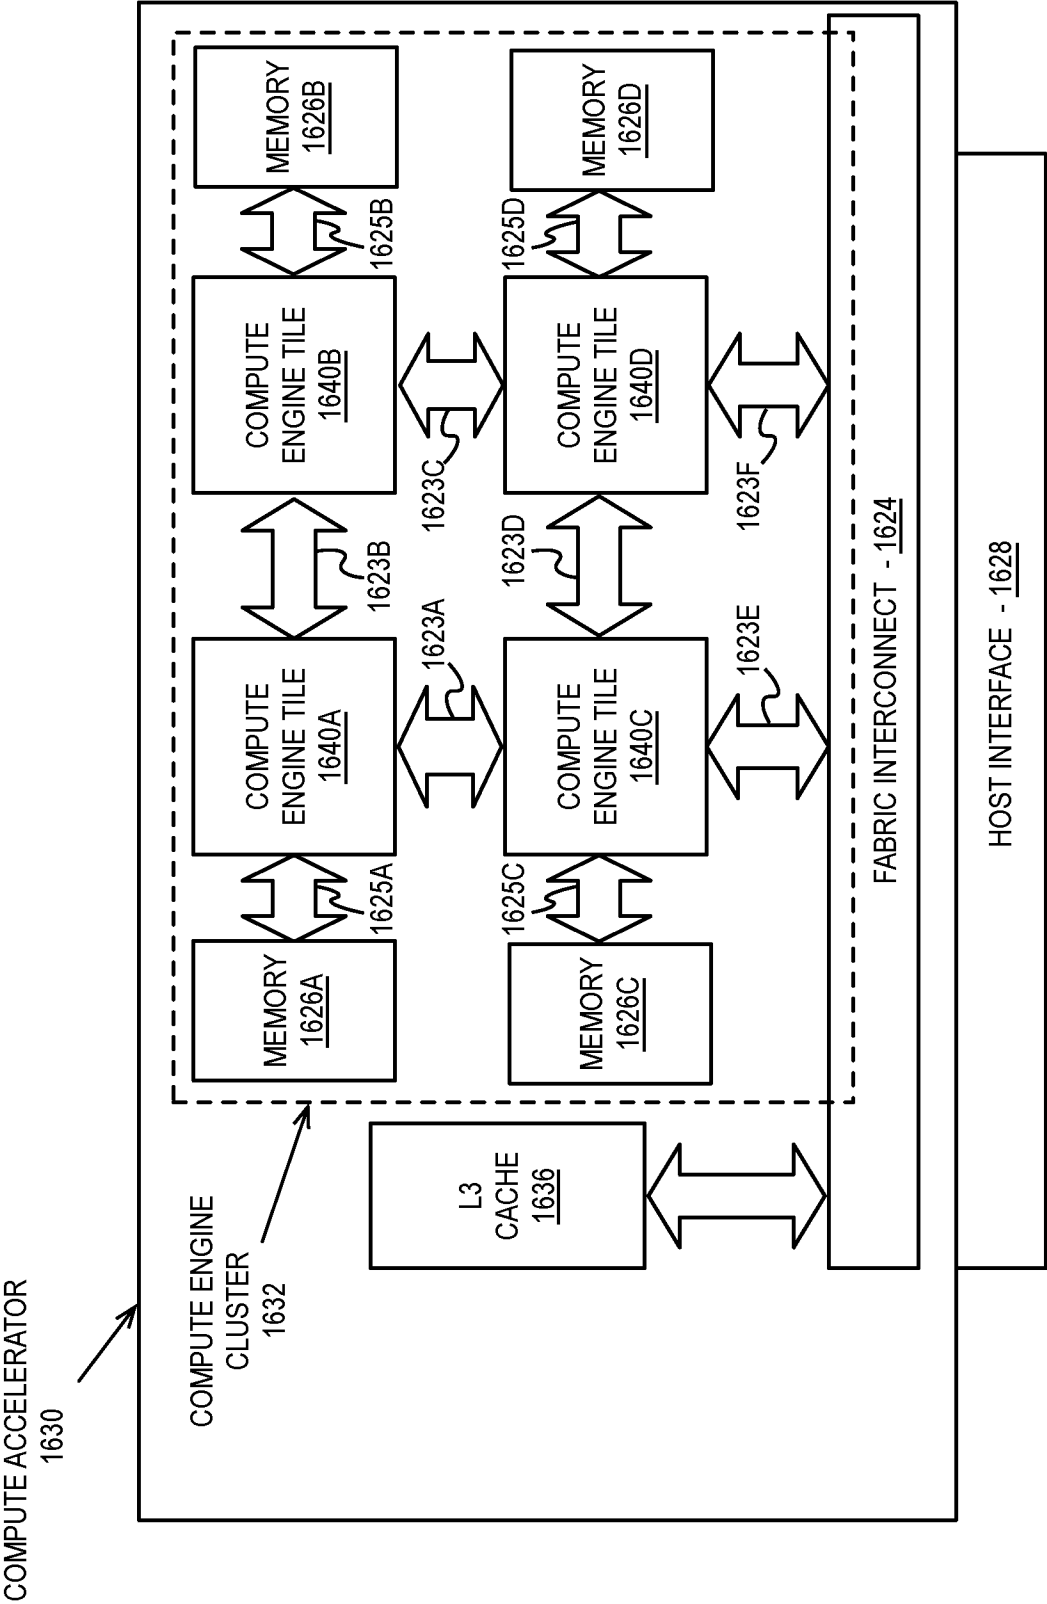 COMPUTE ACCELERATOR
1630
COMPUTE ENGINE
CLUSTER
1632
MEMORY
1626A
1625A
COMPUTE
ENGINE TILE
1640A
1623B
COMPUTE
ENGINE TILE
1640B
1625B
MEMORY
1626B
1623A
1623C
L3
CACHE
1636
MEMORY
1626C
1625C
COMPUTE
ENGINE TILE
1640C
1623D
COMPUTE
ENGINE TILE
1640D
1625D
MEMORY
1626D
1623E
1623F
FABRIC INTERCONNECT - 1624
HOST INTERFACE - 1628